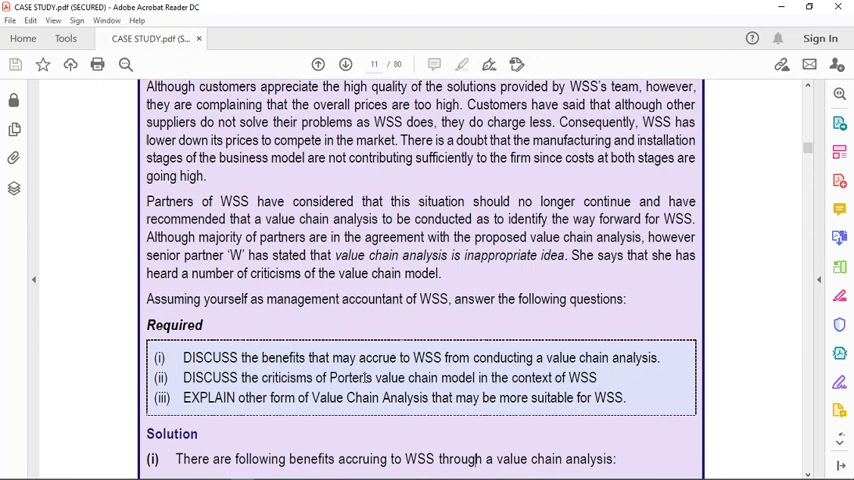 CASE STUDY.pdf (SECURED) - Adobe Acrobat Reader DC
File Edit View Sign Window Help
Home Tools CASE STUDY.pdf (S... × Sign In
11 / 80
Although customers appreciate the high quality of the solutions provided by WSS's team, however,
they are complaining that the overall prices are too high. Customers have said that although other
suppliers do not solve their problems as WSS does, they do charge less. Consequently, WSS has
lower down its prices to compete in the market. There is a doubt that the manufacturing and installation
stages of the business model are not contributing sufficiently to the firm since costs at both stages are
going high.
Partners of WSS have considered that this situation should no longer continue and have
recommended that a value chain analysis to be conducted as to identify the way forward for WSS.
Although majority of partners are in the agreement with the proposed value chain analysis, however
senior partner 'W' has stated that value chain analysis is inappropriate idea. She says that she has
heard a number of criticisms of the value chain model.
Assuming yourself as management accountant of WSS, answer the following questions:
Required
(i) DISCUSS the benefits that may accrue to WSS from conducting a value chain analysis.
(ii) DISCUSS the criticisms of Porter's value chain model in the context of WSS
(iii) EXPLAIN other form of Value Chain Analysis that may be more suitable for WSS.
Solution
(i) There are following benefits accruing to WSS through a value chain analysis: